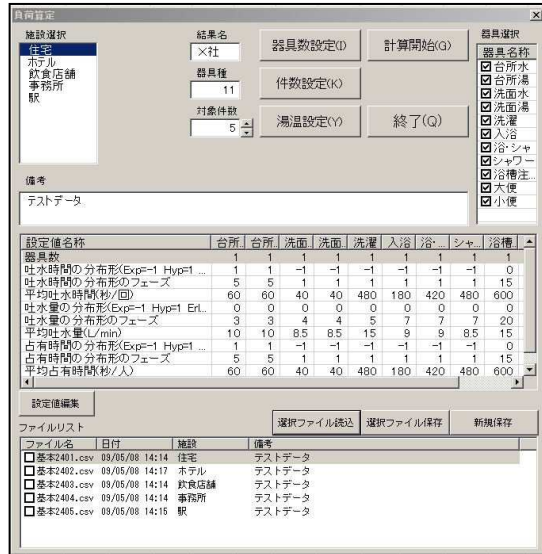 負荷算定
施設選択
住宅
ホテル
飲食店舗
事務所
駅
結果名
×社
器具種
11
対象件数
5
器具数設定(I)
計算開始(G)
件数設定(K)
湯温設定(Y)
終了(Q)
器具選択
器具名称
台所水
台所湯
洗面水
洗面湯
洗濯
入浴
浴・シャ
シャワー
浴槽注...
大便
小便
備考
テストデータ
設定値名称 台所... 台所... 洗面... 洗面... 洗濯 入浴 浴・... シャ... 浴槽...
器具数 1 1 1 1 1 1 1 1 1
吐水時間の分布形(Exp=-1 Hyp=1 ... 1 1 -1 -1 -1 -1 -1 -1 0
吐水時間の分布形のフェーズ 5 5 1 1 1 1 1 1 15
平均吐水時間(秒/回) 60 60 40 40 480 180 420 480 600
吐水量の分布形(Exp=-1 Hyp=1 Erl... 0 0 0 0 0 0 0 0 0
吐水量の分布形のフェーズ 3 3 4 4 5 7 7 7 20
平均吐水量(L/min) 10 10 8.5 8.5 15 9 9 8.5 15
占有時間の分布形(Exp=-1 Hyp=1 ... 1 1 -1 -1 -1 -1 -1 -1 0
占有時間の分布形のフェーズ 5 5 1 1 1 1 1 1 15
平均占有時間(秒/人) 60 60 40 40 480 180 420 480 600
設定値編集
ファイルリスト
選択ファイル読込
選択ファイル保存
新規保存
ファイル名 日付 施設 備考
基本2401.csv 09/05/08 14:14 住宅 テストデータ
基本2402.csv 09/05/08 14:17 ホテル テストデータ
基本2403.csv 09/05/08 14:14 飲食店舗 テストデータ
基本2404.csv 09/05/08 14:14 事務所 テストデータ
基本2405.csv 09/05/08 14:15 駅 テストデータ